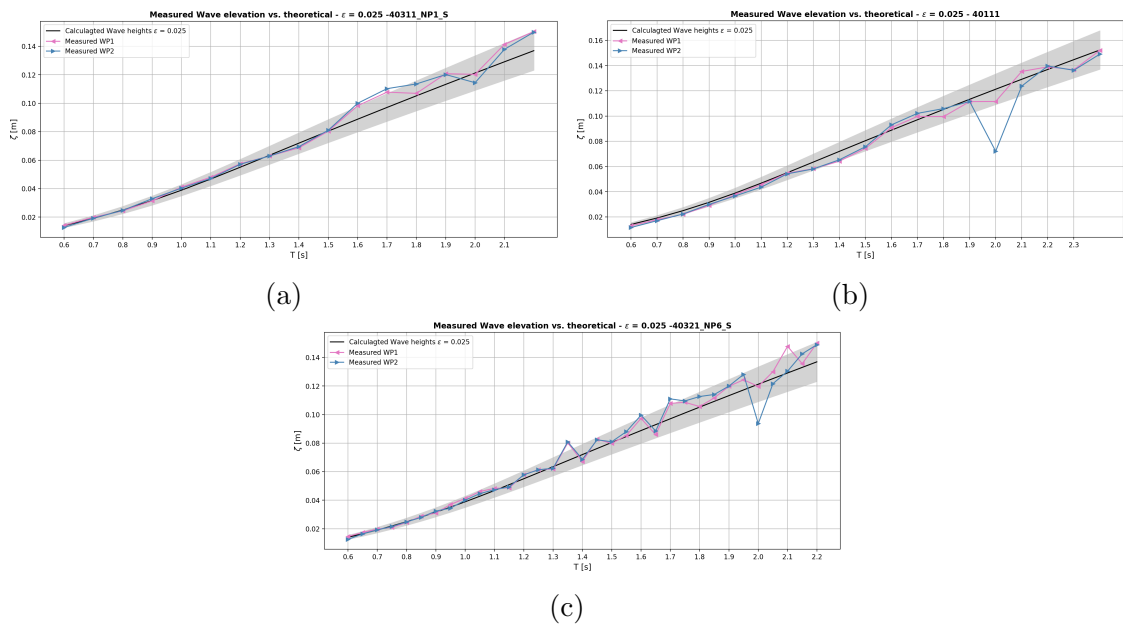 Measured Wave elevation vs. theoretical - ε = 0.025 -40311_NP1_S
Calculagted Wave heights ε = 0.025
Measured WP1
Measured WP2
ζ [m]
0.14
0.12
0.10
0.08
0.06
0.04
0.02
0.6 0.7 0.8 0.9 1.0 1.1 1.2 1.3 1.4 1.5 1.6 1.7 1.8 1.9 2.0 2.1
T [s]
(a)
Measured Wave elevation vs. theoretical - ε = 0.025 - 40111
Calculagted Wave heights ε = 0.025
Measured WP1
Measured WP2
ζ [m]
0.16
0.14
0.12
0.10
0.08
0.06
0.04
0.02
0.6 0.7 0.8 0.9 1.0 1.1 1.2 1.3 1.4 1.5 1.6 1.7 1.8 1.9 2.0 2.1 2.2 2.3
T [s]
(b)
Measured Wave elevation vs. theoretical - ε = 0.025 -40321_NP6_S
Calculagted Wave heights ε = 0.025
Measured WP1
Measured WP2
ζ [m]
0.14
0.12
0.10
0.08
0.06
0.04
0.02
0.6 0.7 0.8 0.9 1.0 1.1 1.2 1.3 1.4 1.5 1.6 1.7 1.8 1.9 2.0 2.1 2.2
T [s]
(c)